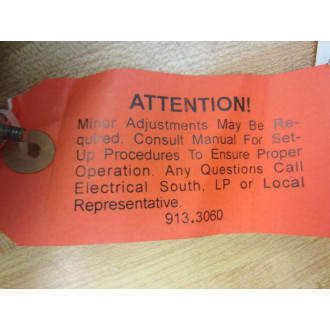 ATTENTION!
Minor Adjustments May Be Re-
quired. Consult Manual For Set-
Up Procedures To Ensure Proper
Operation. Any Questions Call
Electrical South, LP or Local
Representative.
913.3060